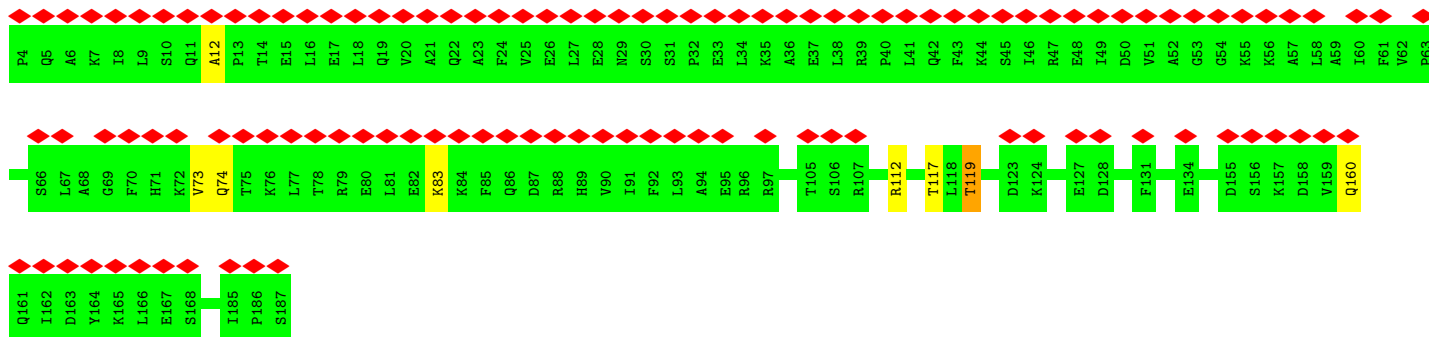 P4 Q5 A6 K7 I8 L9 S10 Q11 A12 P13 T14 E15 L16 E17 L18 Q19 V20 A21 Q22 A23 F24 V25 E26 L27 E28 N29 S30 S31 P32 E33 L34 K35 A36 E37 L38 R39 P40 L41 Q42 F43 K44 S45 I46 R47 E48 I49 D50 V51 A52 G53 G54 K55 K56 A57 L58 A59 I60 F61 V62 P63
S66 L67 A68 G69 F70 H71 K72 V73 Q74 T75 K76 L77 T78 R79 E80 L81 E82 K83 K84 F85 Q86 D87 R88 H89 V90 I91 F92 L93 A94 E95 R96 R97 T105 S106 R107 R112 T117 L118 T119 D123 K124 E127 D128 F131 E134 D155 S156 K157 D158 V159 Q160
Q161 I162 D163 Y164 K165 L166 E167 S168 I185 P186 S187